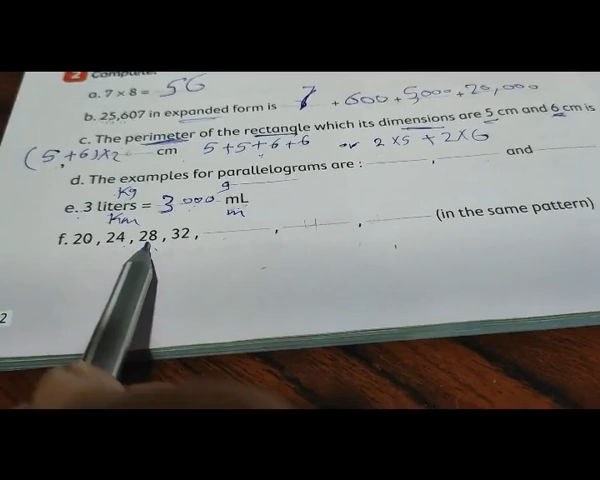 2 Complete:
a. 7 × 8 = 56
b. 25,607 in expanded form is 7 + 600 + 5,000 + 20,000
c. The perimeter of the rectangle which its dimensions are 5 cm and 6 cm is
(5+6)×2 cm 5+5+6+6 or 2×5 + 2×6
d. The examples for parallelograms are : , and
Kg g
e. 3 liters = 3 000 mL
Km m
f. 20 , 24 , 28 , 32 , , , (in the same pattern)
2